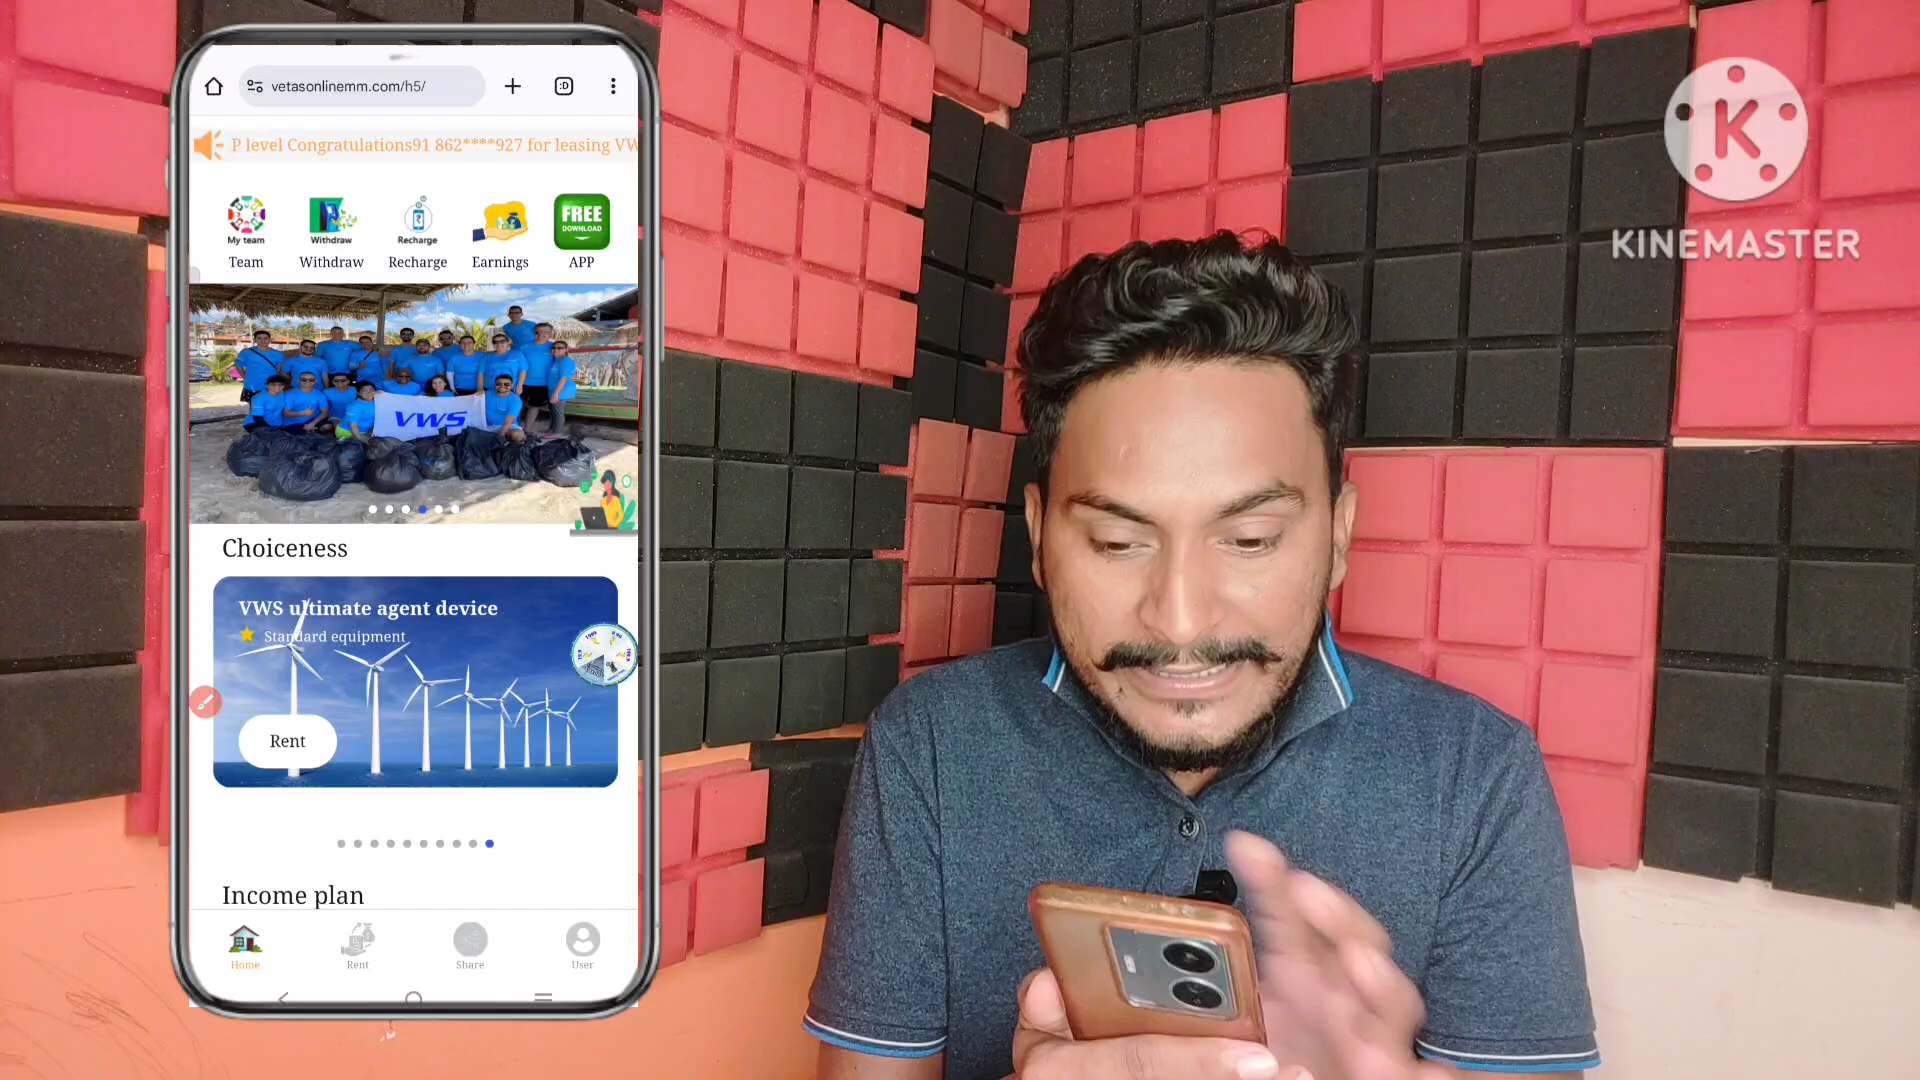 vetasonlinemm.com/h5/
:D
P level Congratulations91 862****927 for leasing VW
My team
Withdraw
Recharge
FREE
DOWNLOAD
Team
Withdraw
Recharge
Earnings
APP
VWS
Choiceness
VWS ultimate agent device
Standard equipment
Rent
Income plan
Home
Rent
Share
User
K
KINEMASTER